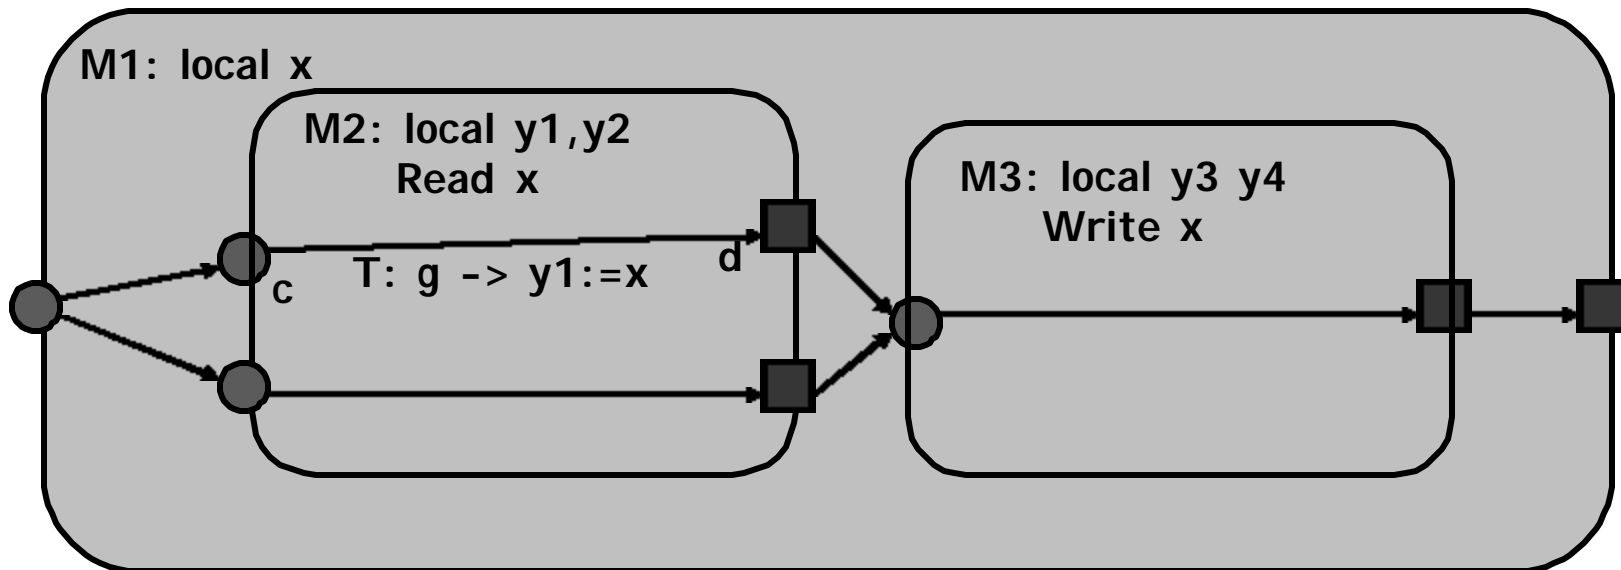 M1: local x
M2: local y1,y2
Read x
M3: local y3 y4
Write x
c
T: g -> y1:=x
d